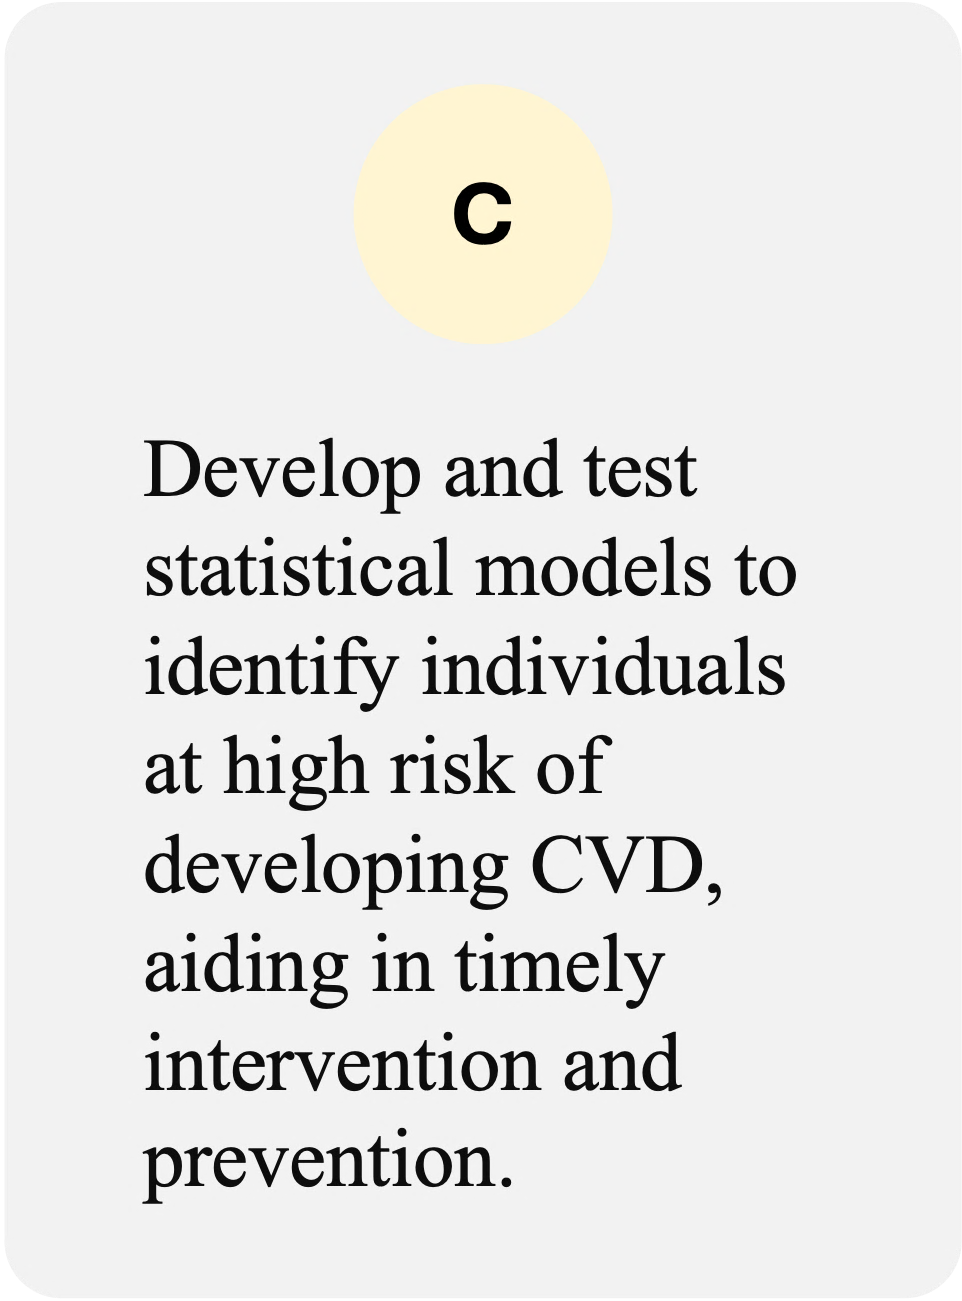 C
Develop and test
statistical models to
identify individuals
at high risk of
developing CVD,
aiding in timely
intervention and
prevention.